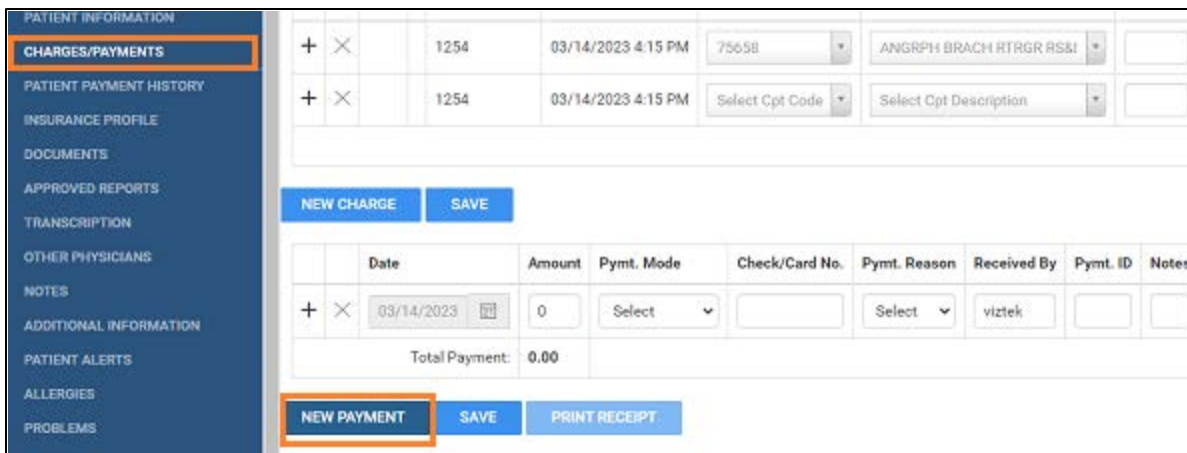 PATIENT INFORMATION
CHARGES/PAYMENTS
PATIENT PAYMENT HISTORY
INSURANCE PROFILE
DOCUMENTS
APPROVED REPORTS
TRANSCRIPTION
OTHER PHYSICIANS
NOTES
ADDITIONAL INFORMATION
PATIENT ALERTS
ALLERGIES
PROBLEMS
1254 03/14/2023 4:15 PM 75658 ANGRPH BRACH RTRGR RS&I
1254 03/14/2023 4:15 PM Select Cpt Code Select Cpt Description
NEW CHARGE SAVE
Date Amount Pymt. Mode Check/Card No. Pymt. Reason Received By Pymt. ID Notes
03/14/2023 0 Select Select viztek
Total Payment: 0.00
NEW PAYMENT SAVE PRINT RECEIPT